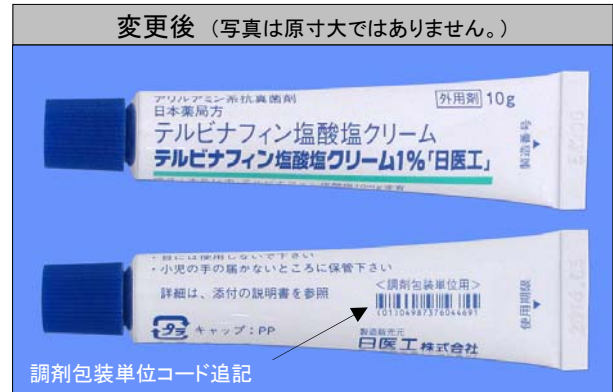 変更後 (写真は原寸大ではありません。)
アリルアミン系抗真菌剤
日本薬局方
外用剤 10g
テルビナフィン塩酸塩クリーム
テルビナフィン塩酸塩クリーム1%「日医工」
製造番号
・目には使用しないで下さい
・小児の手の届かないところに保管下さい
詳細は、添付の説明書を参照
<調剤包装単位用>
(01)04987376044691
使用期限
プラ キャップ:PP
製造販売元
日医工株式会社
調剤包装単位コード追記